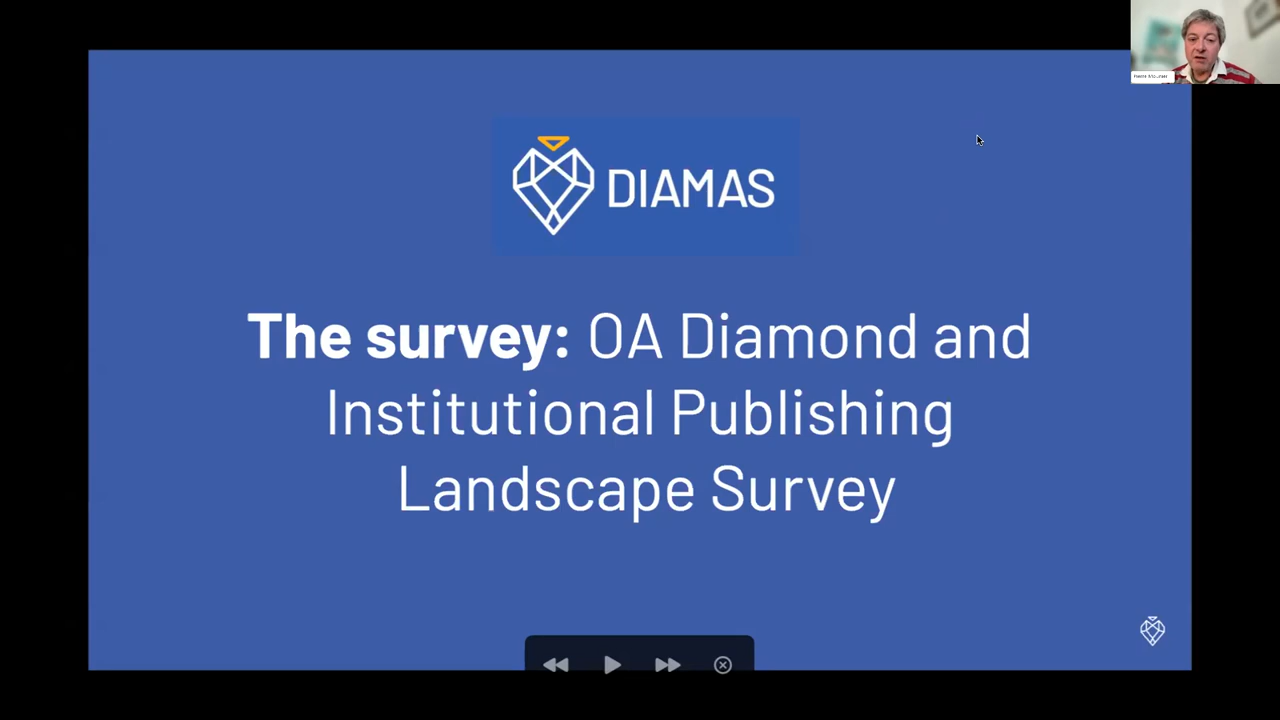 DIAMAS
The survey: OA Diamond and
Institutional Publishing
Landscape Survey